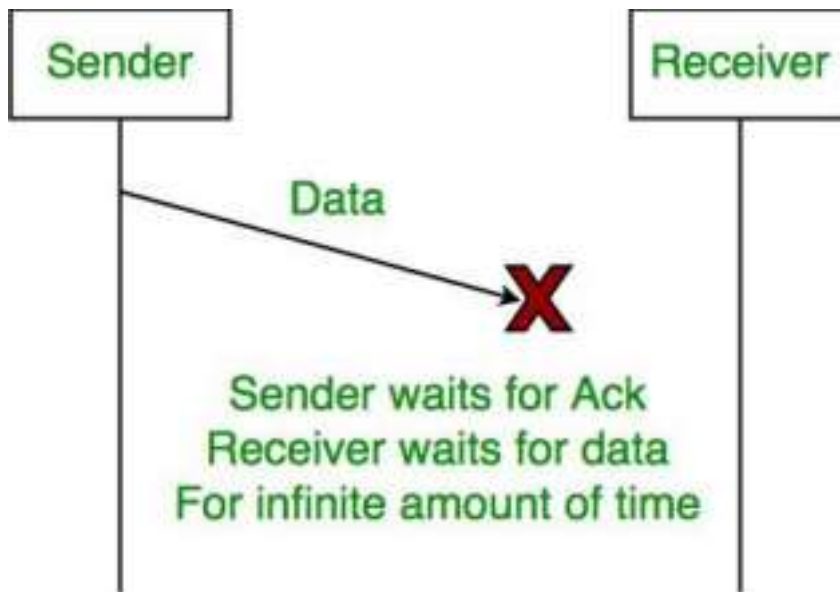 Sender
Receiver
Data
X
Sender waits for Ack
Receiver waits for data
For infinite amount of time